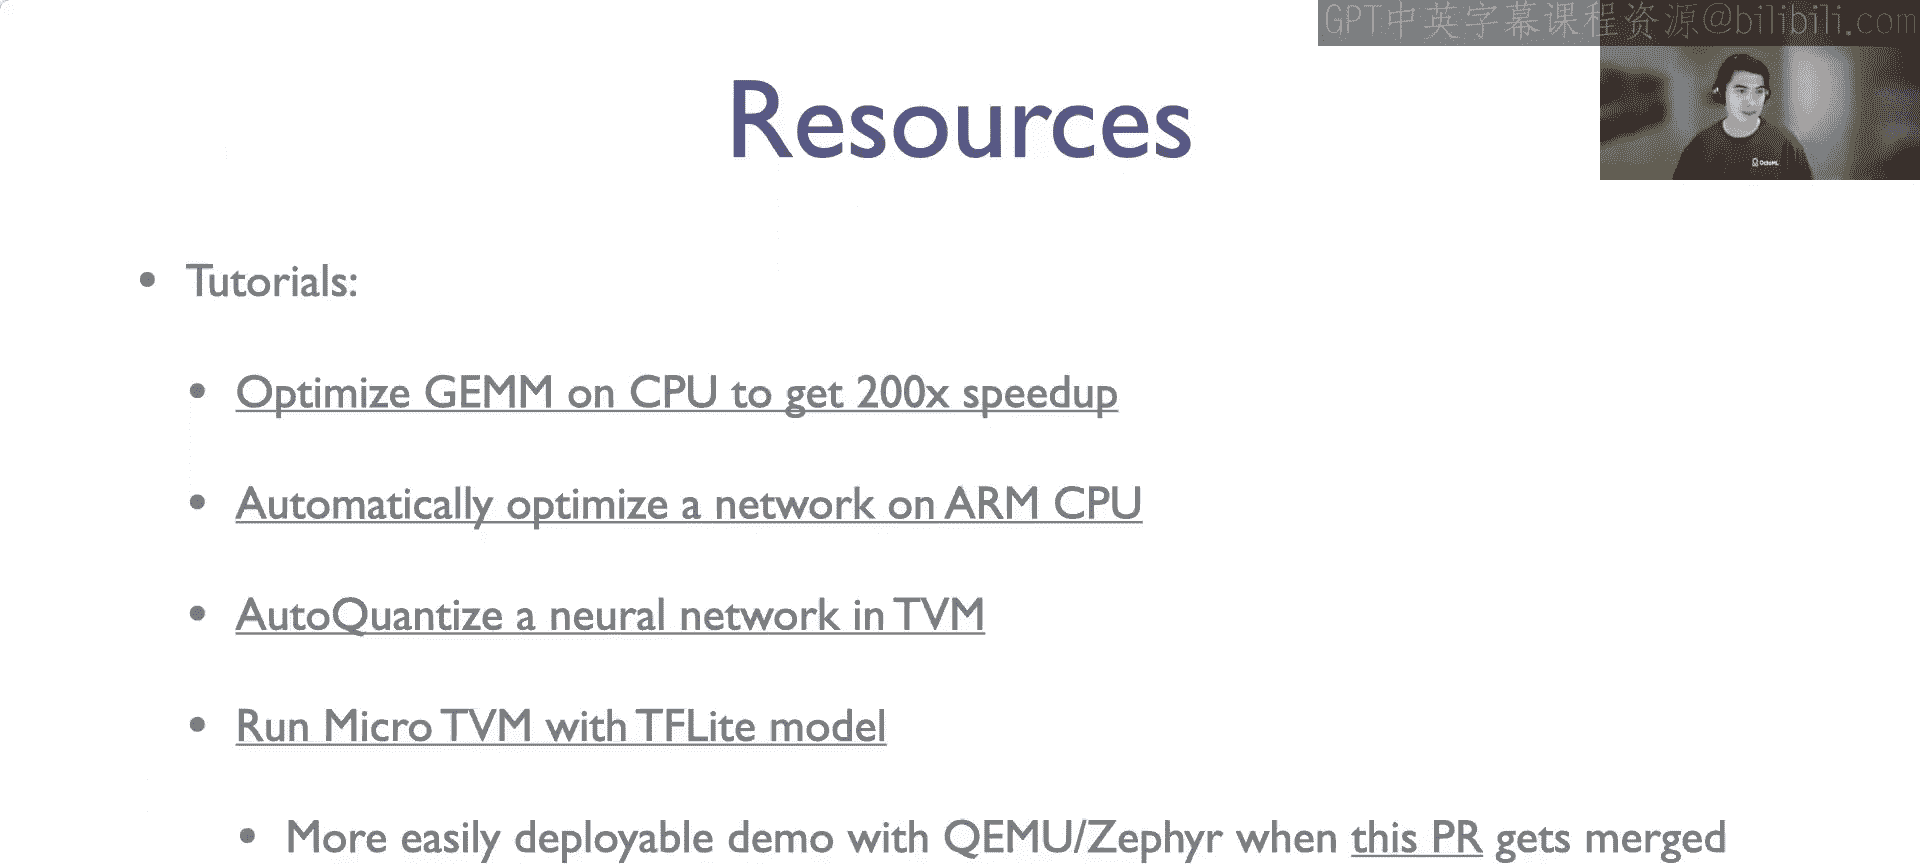 GPT中英字幕课程资源@bilibili.com
Resources
OctoML
• Tutorials:
• Optimize GEMM on CPU to get 200x speedup
• Automatically optimize a network on ARM CPU
• AutoQuantize a neural network in TVM
• Run Micro TVM with TFLite model
• More easily deployable demo with QEMU/Zephyr when this PR gets merged